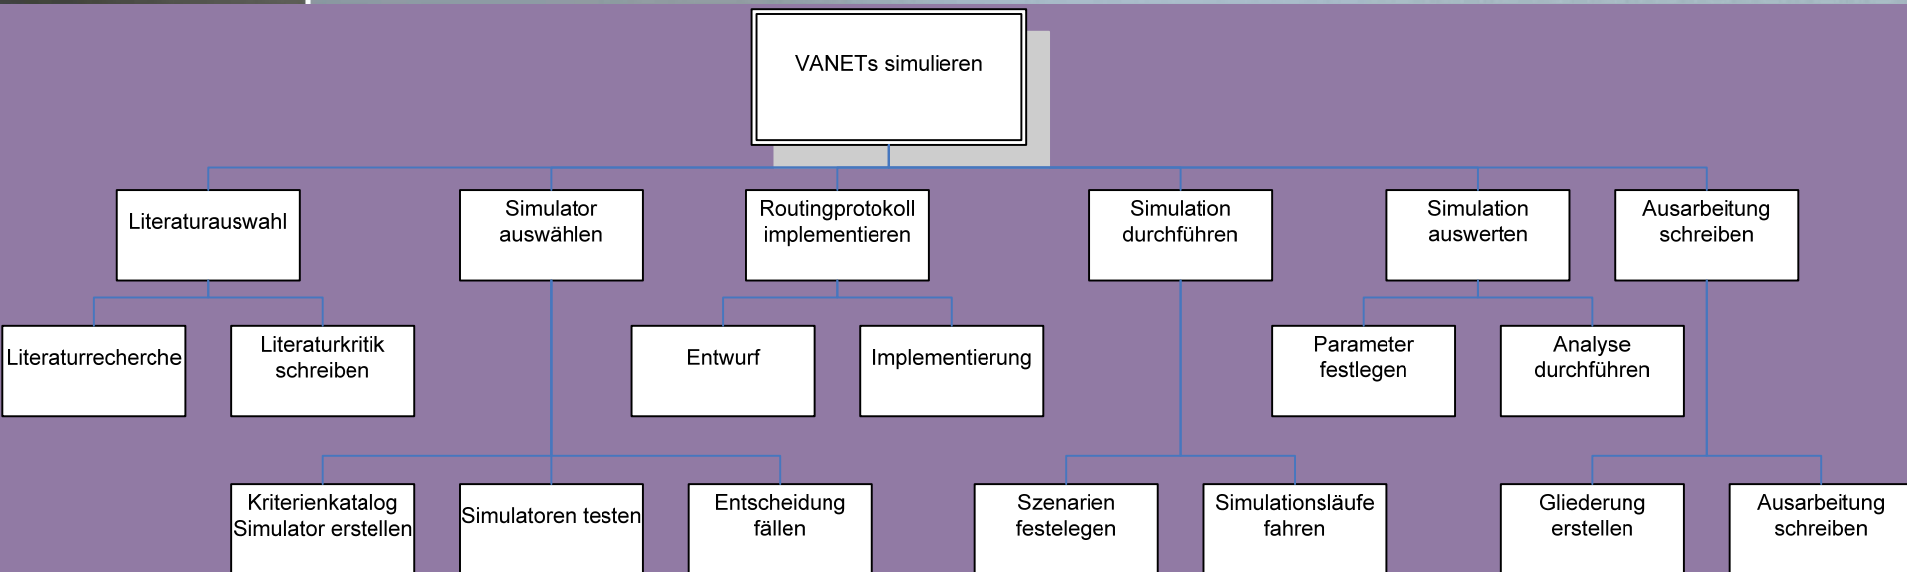 VANETs simulieren
Literaturauswahl
Simulator
auswählen
Routingprotokoll
implementieren
Simulation
durchführen
Simulation
auswerten
Ausarbeitung
schreiben
Literaturrecherche
Literaturkritik
schreiben
Entwurf
Implementierung
Parameter
festlegen
Analyse
durchführen
Kriterienkatalog
Simulator erstellen
Simulatoren testen
Entscheidung
fällen
Szenarien
festelegen
Simulationsläufe
fahren
Gliederung
erstellen
Ausarbeitung
schreiben